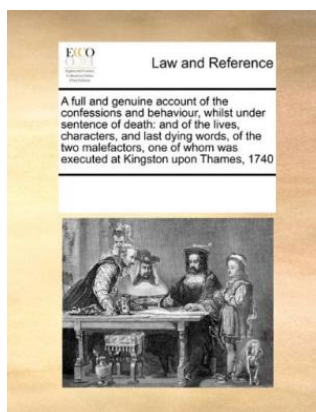 ECCO
Law and Reference
A full and genuine account of the
confessions and behaviour, whilst under
sentence of death: and of the lives,
characters, and last dying words, of the
two malefactors, one of whom was
executed at Kingston upon Thames, 1740